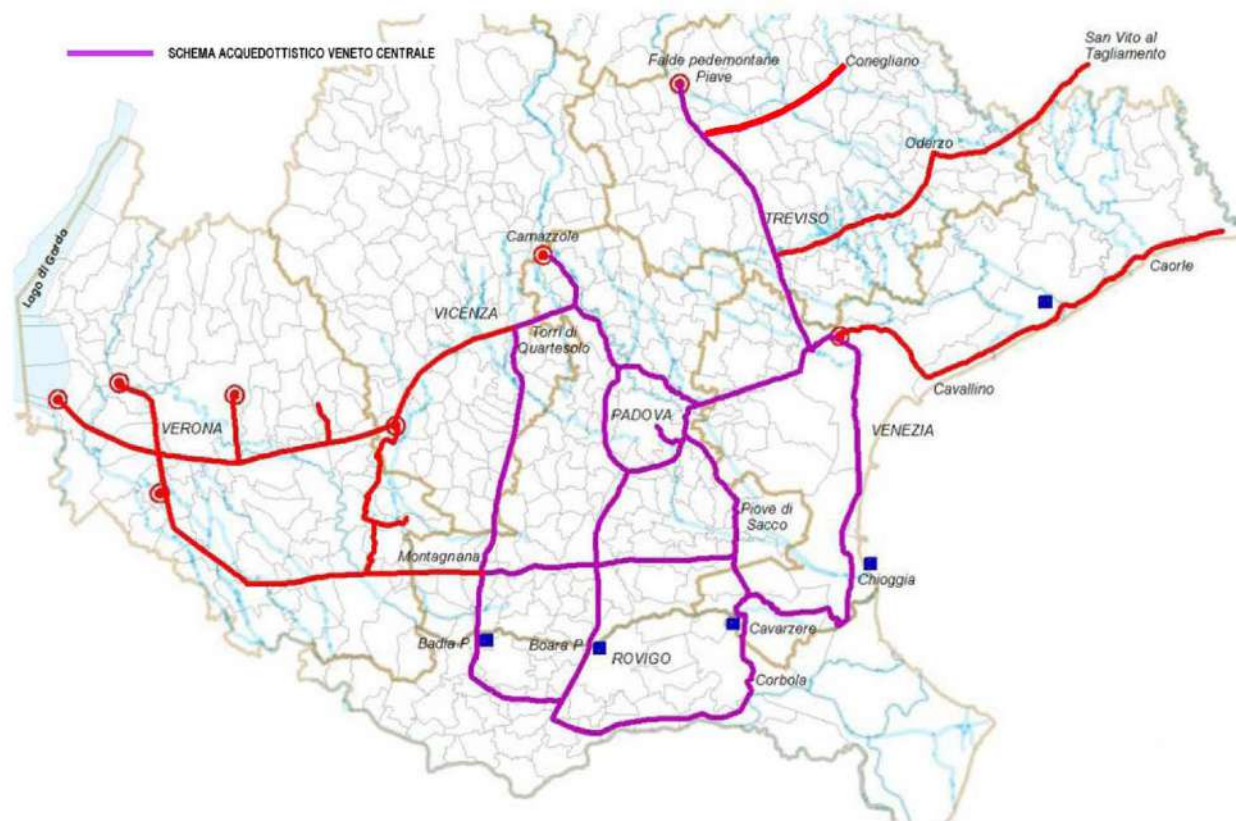 SCHEMA ACQUEDOTTISTICO VENETO CENTRALE
San Vito al
Tagliamento
Falde pedemontane
Piave
Conegliano
Oderzo
TREVISO
Camazzole
Caorle
Lago di Garda
VICENZA
Torri di
Quartesolo
Cavallino
VERONA
PADOVA
VENEZIA
Piove di
Sacco
Montagnana
Chioggia
Badia P
Boara P
ROVIGO
Cavarzere
Corbola